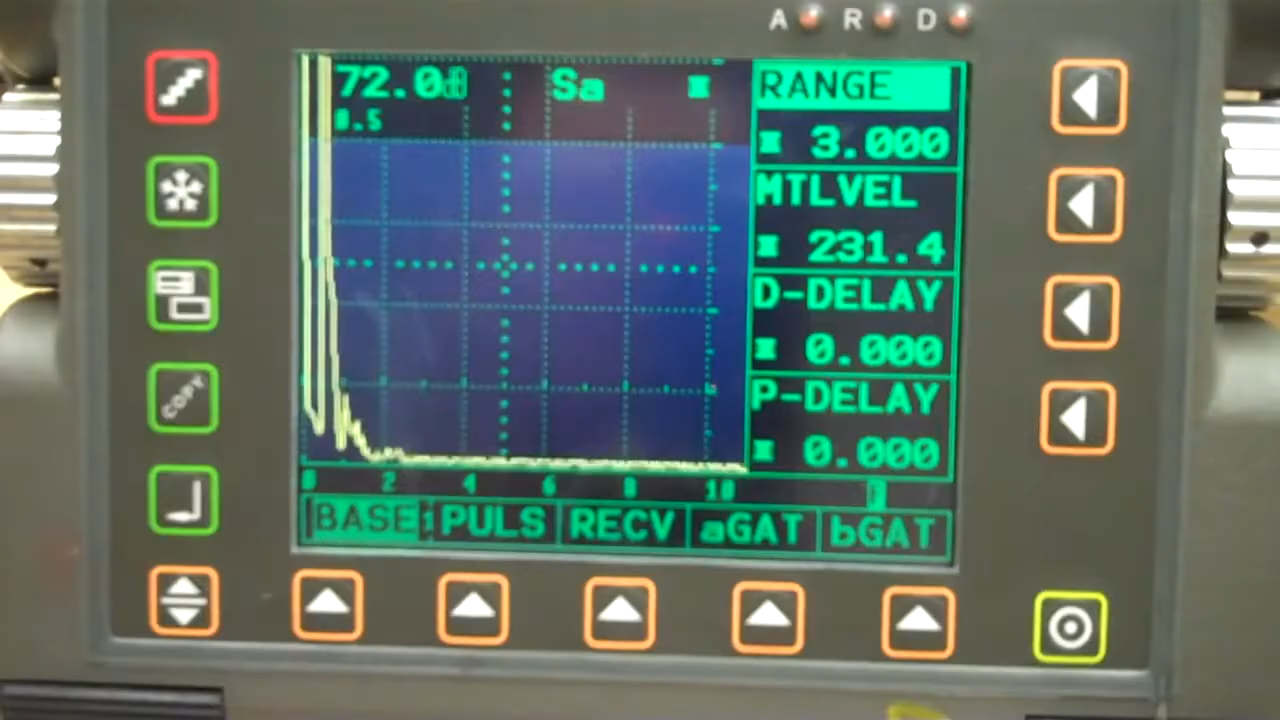 A R D
72.0dB Sa
0.5
RANGE
3.000
MTLVEL
231.4
D-DELAY
0.000
P-DELAY
0.000
0 2 4 6 8 10
BASE PULS RECV aGAT bGAT
COPY